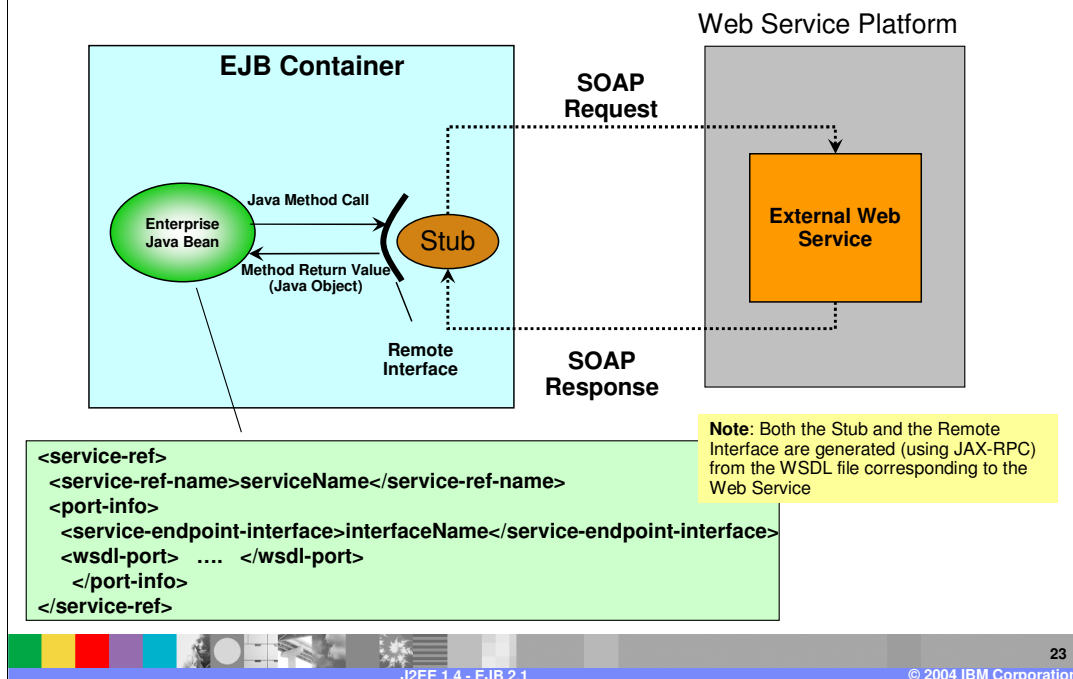 Web Service Platform
EJB Container
SOAP
Request
Java Method Call
Enterprise
Java Bean
Stub
External Web
Service
Method Return Value
(Java Object)
Remote
Interface
SOAP
Response
Note: Both the Stub and the Remote
Interface are generated (using JAX-RPC)
from the WSDL file corresponding to the
Web Service
<service-ref>
<service-ref-name>serviceName</service-ref-name>
<port-info>
<service-endpoint-interface>interfaceName</service-endpoint-interface>
<wsdl-port> …. </wsdl-port>
</port-info>
</service-ref>
23
J2EE 1.4 - EJB 2.1
© 2004 IBM Corporation